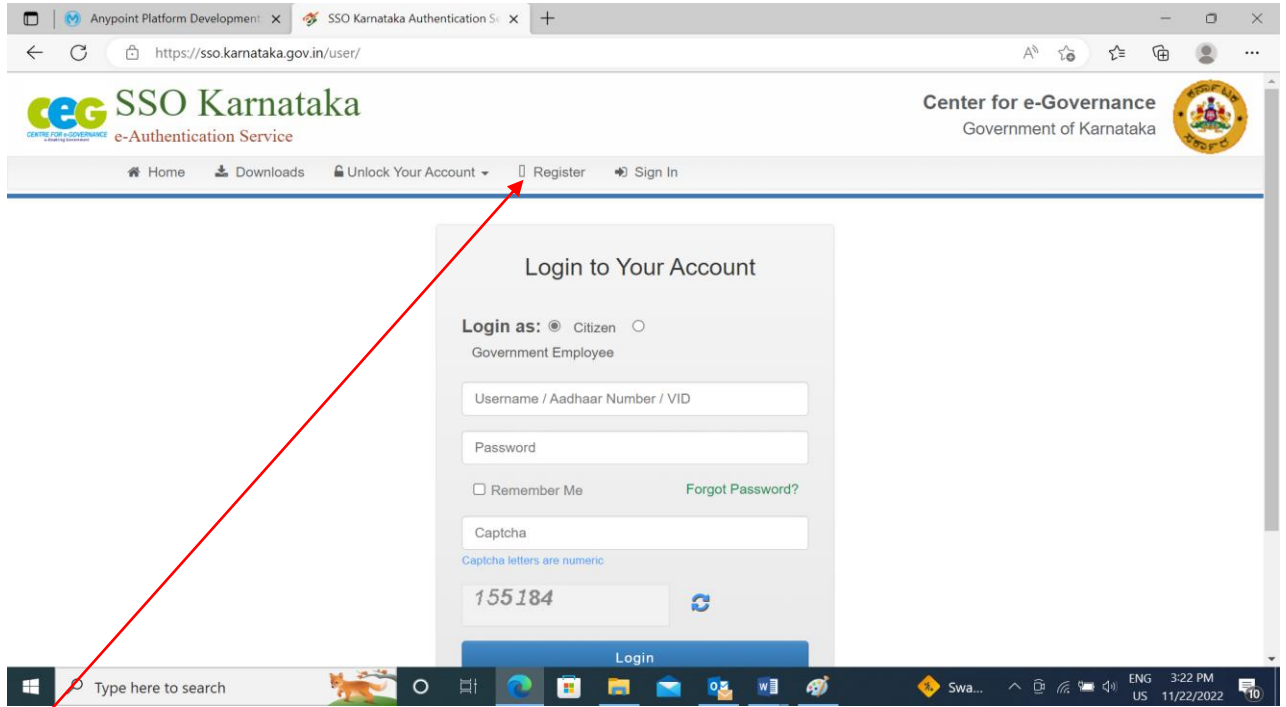 Anypoint Platform Development
SSO Karnataka Authentication Se
https://sso.karnataka.gov.in/user/
ceg
CENTRE FOR e-GOVERNANCE
SSO Karnataka
e-Authentication Service
Center for e-Governance
Government of Karnataka
Home Downloads Unlock Your Account Register Sign In
Login to Your Account
Login as: Citizen
Government Employee
Username / Aadhaar Number / VID
Password
Remember Me Forgot Password?
Captcha
Captcha letters are numeric
155184
Login
Type here to search
Swa...
ENG
US
3:22 PM
11/22/2022
10